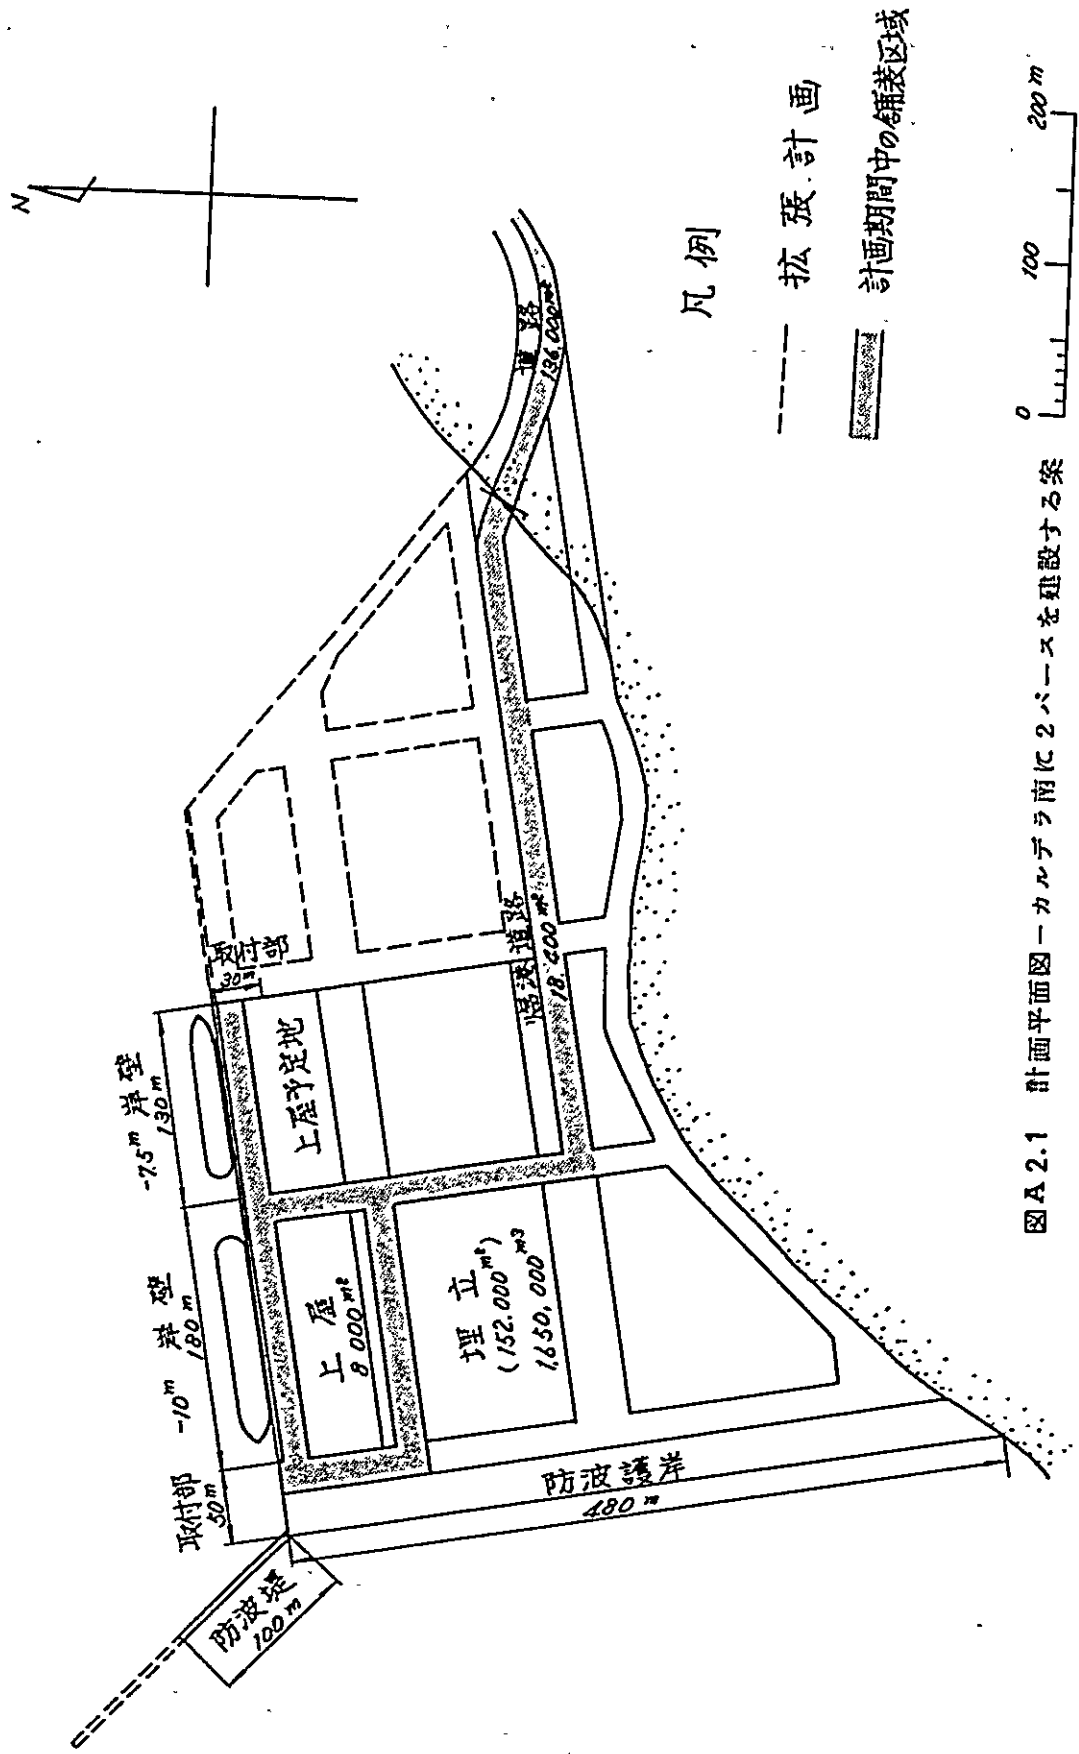 N
取付部
50m
-10m 岸壁
180m
-7.5m 岸壁
130m
取付部
30m
防波堤
100m
上屋
8 000m²
上屋予定地
埋立
(152.000m²)
1,650,000m³
防波護岸
480m
道路
18.400m²
道路
136.000m²
凡例
拡張計画
計画期間中の舗装区域
0 100 200m
図A2.1 計画平面図ーカルデラ南に2バースを建設する案